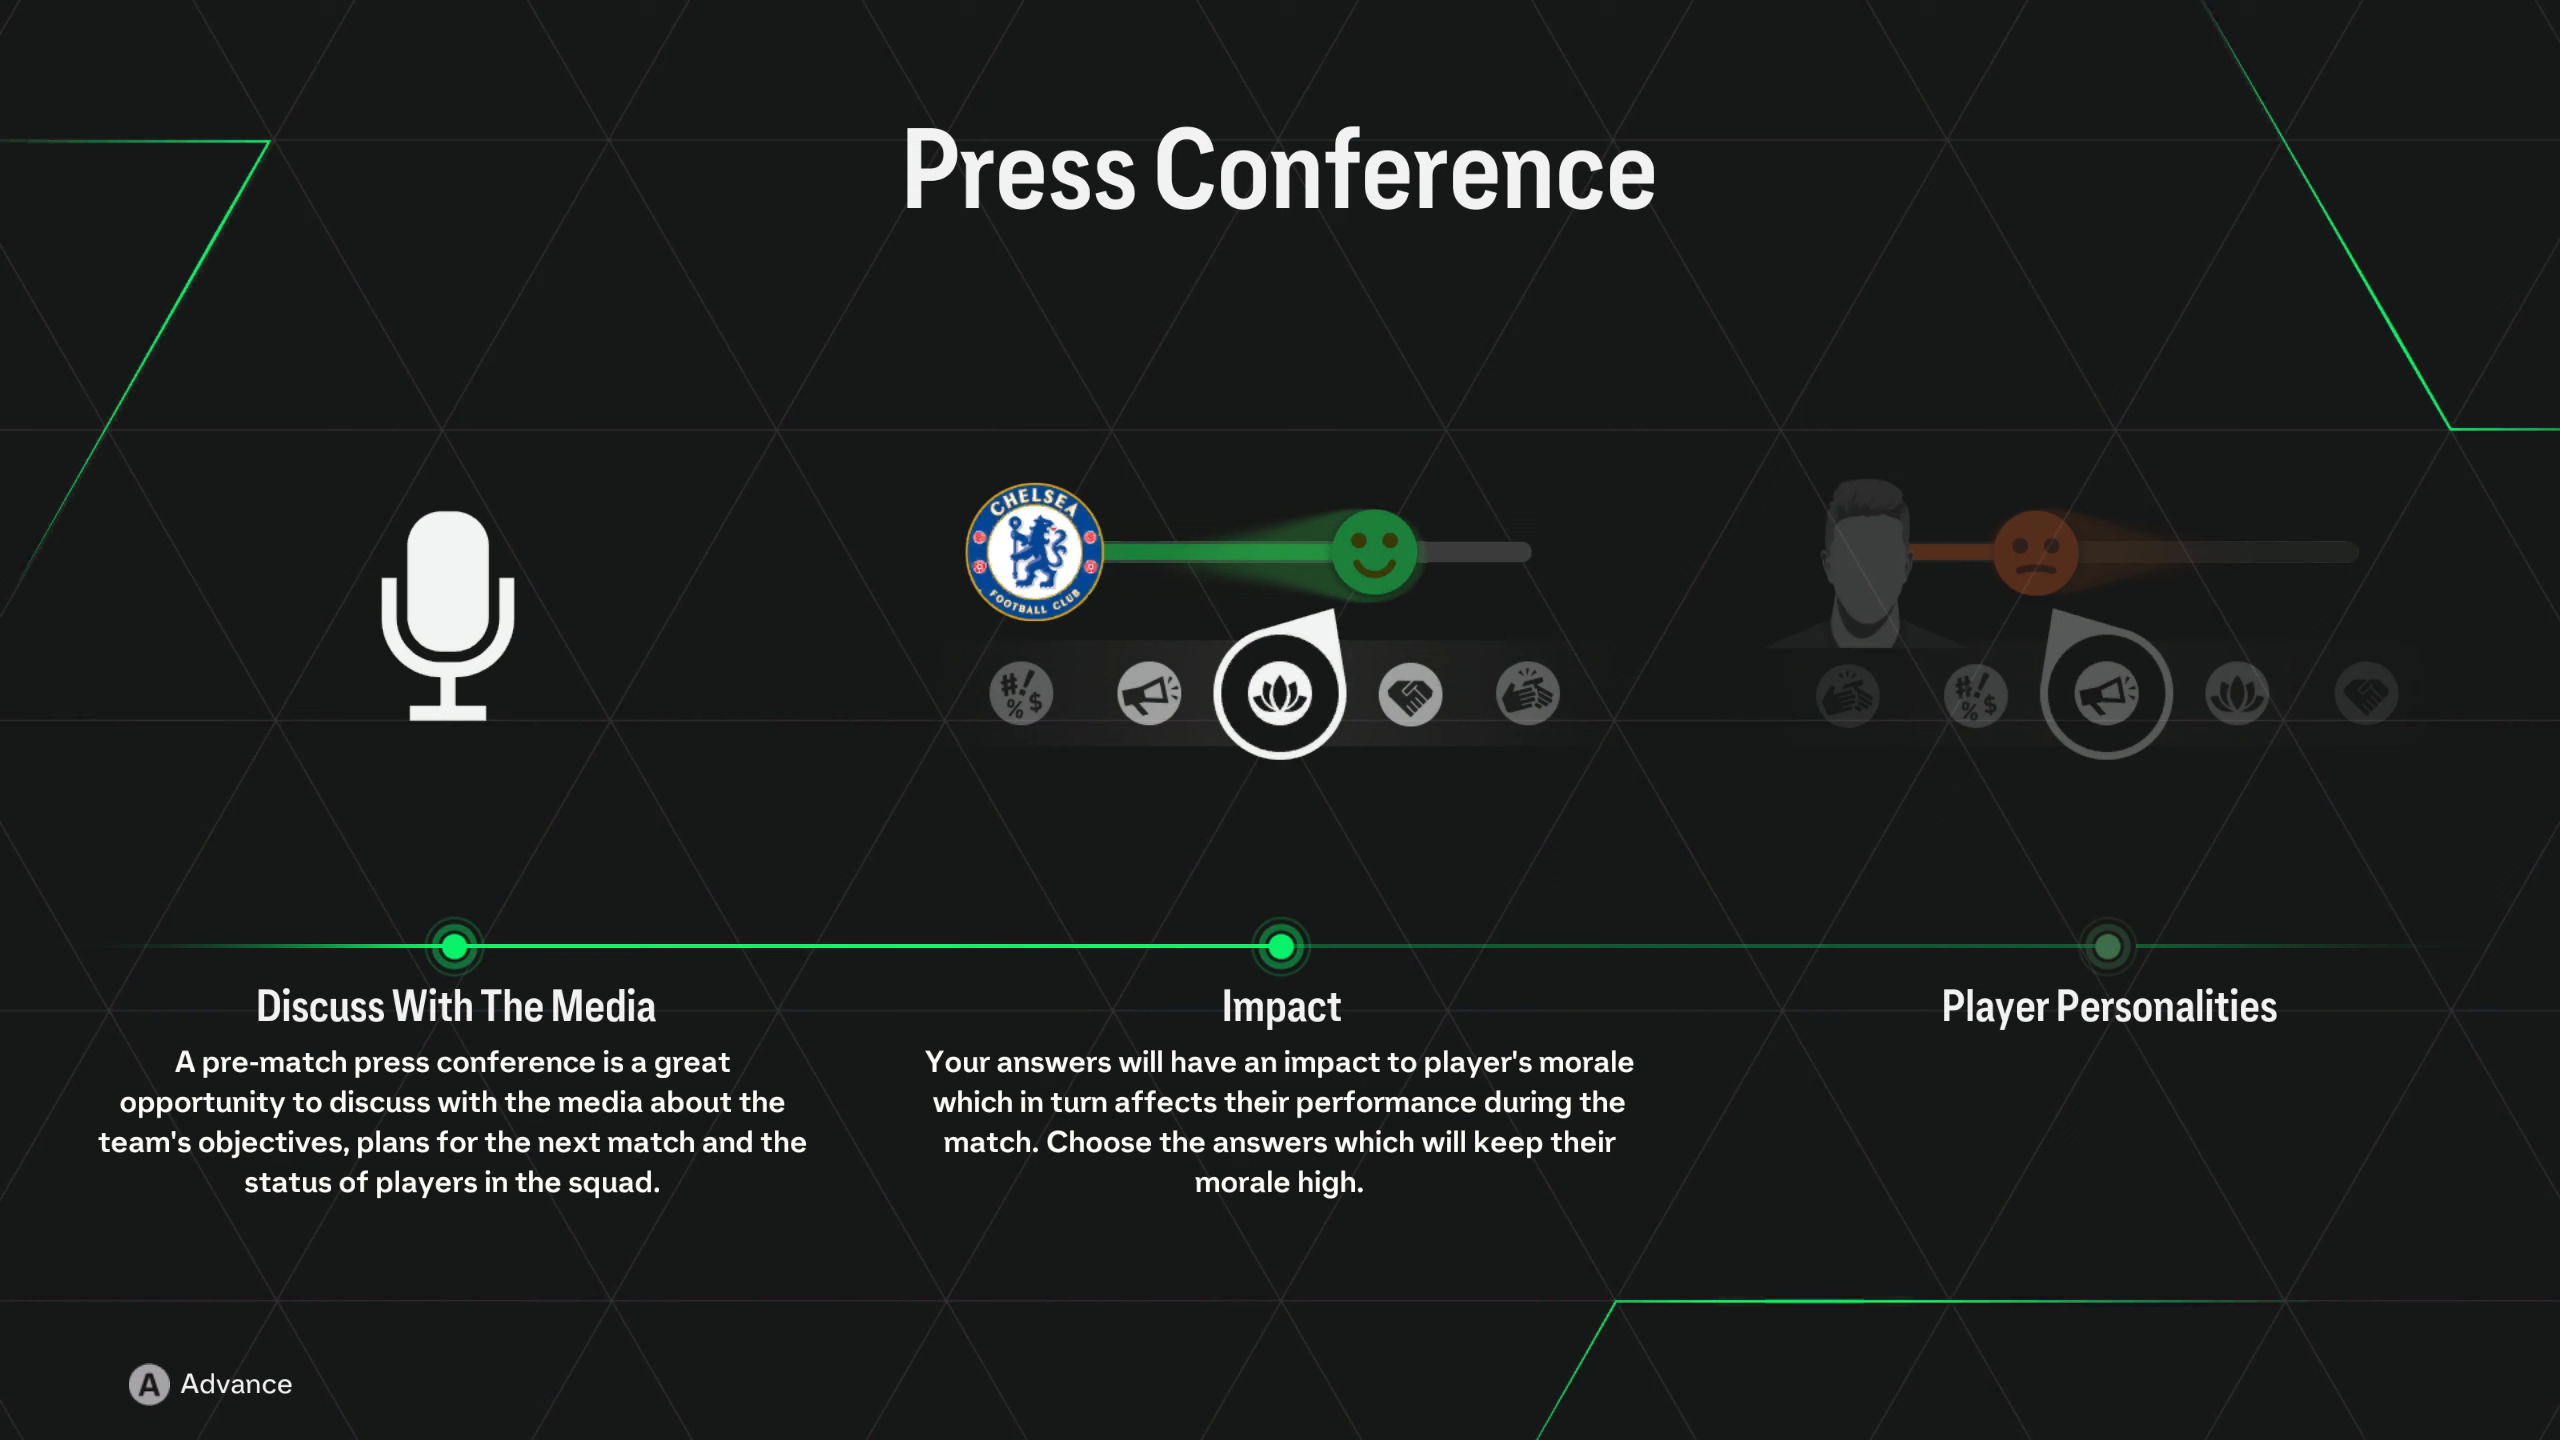 Press Conference
CHELSEA
FOOTBALL CLUB
#!
%$
#!
%$
Discuss With The Media
A pre-match press conference is a great
opportunity to discuss with the media about the
team's objectives, plans for the next match and the
status of players in the squad.
Impact
Your answers will have an impact to player's morale
which in turn affects their performance during the
match. Choose the answers which will keep their
morale high.
Player Personalities
A Advance